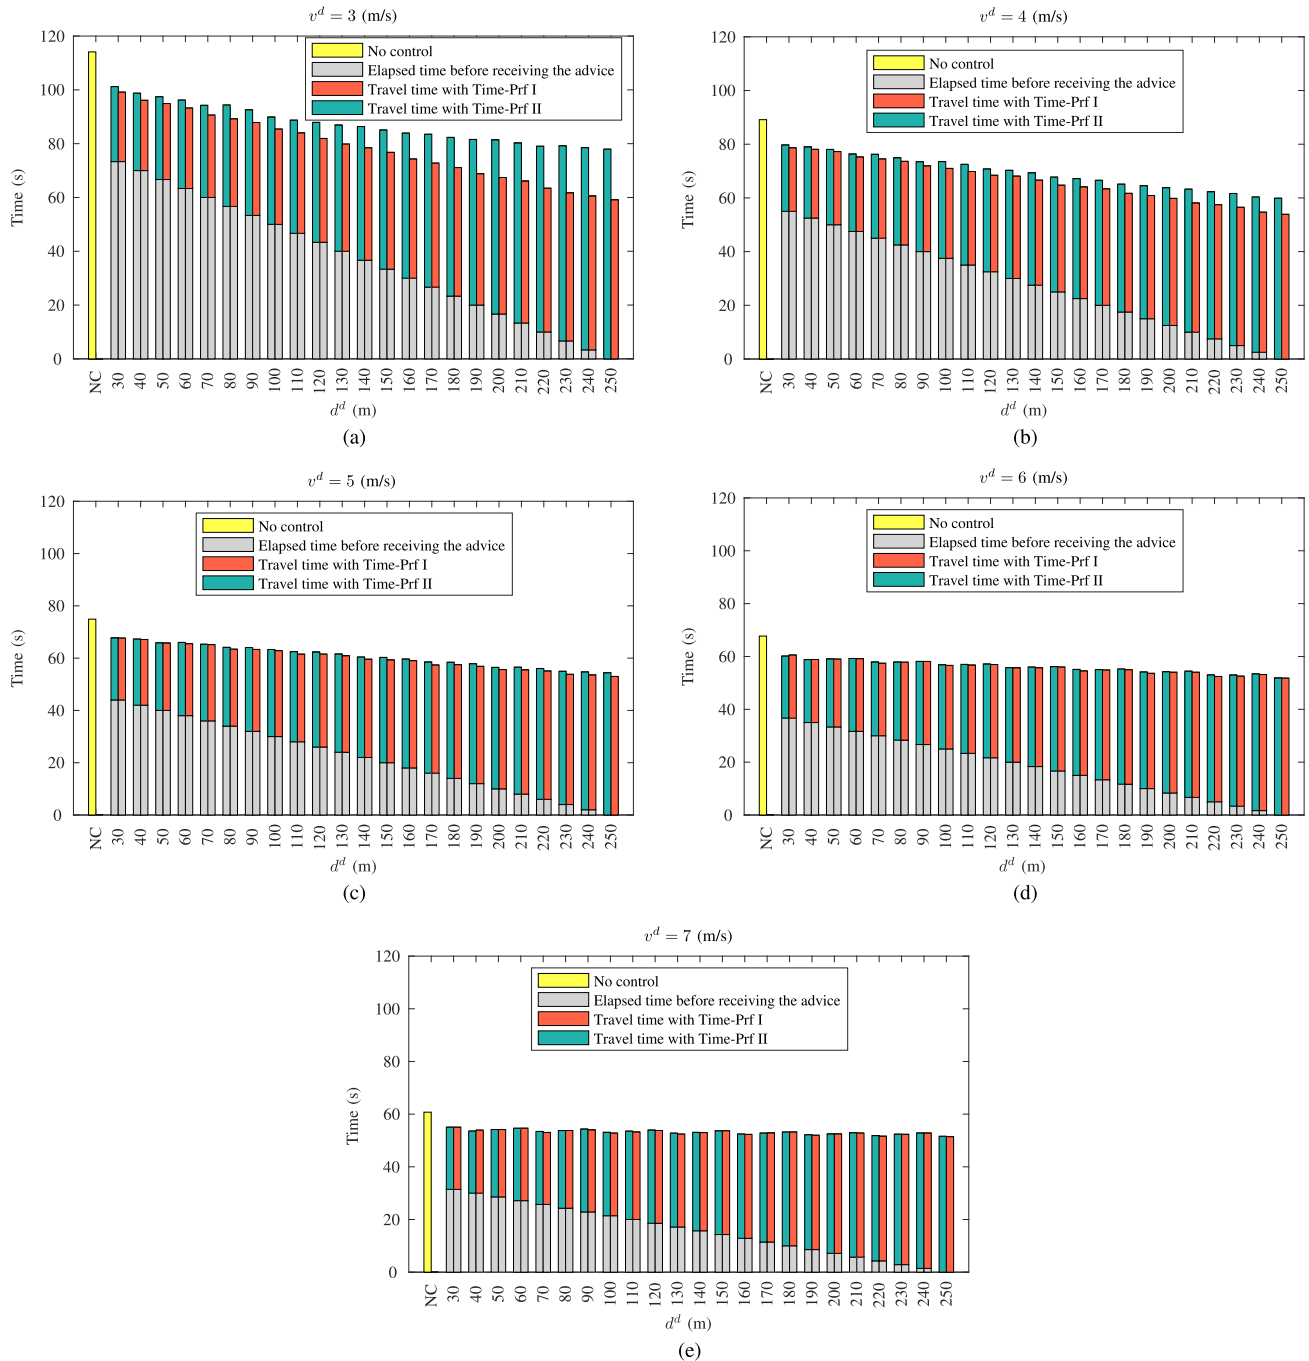 v^d = 3 (m/s)
120
100
80
60
40
20
0
Time (s)
No control
Elapsed time before receiving the advice
Travel time with Time-Prf I
Travel time with Time-Prf II
NC 30 40 50 60 70 80 90 100 110 120 130 140 150 160 170 180 190 200 210 220 230 240 250
d^d (m)
(a)
v^d = 4 (m/s)
120
100
80
60
40
20
0
Time (s)
No control
Elapsed time before receiving the advice
Travel time with Time-Prf I
Travel time with Time-Prf II
NC 30 40 50 60 70 80 90 100 110 120 130 140 150 160 170 180 190 200 210 220 230 240 250
d^d (m)
(b)
v^d = 5 (m/s)
120
100
80
60
40
20
0
Time (s)
No control
Elapsed time before receiving the advice
Travel time with Time-Prf I
Travel time with Time-Prf II
NC 30 40 50 60 70 80 90 100 110 120 130 140 150 160 170 180 190 200 210 220 230 240 250
d^d (m)
(c)
v^d = 6 (m/s)
120
100
80
60
40
20
0
Time (s)
No control
Elapsed time before receiving the advice
Travel time with Time-Prf I
Travel time with Time-Prf II
NC 30 40 50 60 70 80 90 100 110 120 130 140 150 160 170 180 190 200 210 220 230 240 250
d^d (m)
(d)
v^d = 7 (m/s)
120
100
80
60
40
20
0
Time (s)
No control
Elapsed time before receiving the advice
Travel time with Time-Prf I
Travel time with Time-Prf II
NC 30 40 50 60 70 80 90 100 110 120 130 140 150 160 170 180 190 200 210 220 230 240 250
d^d (m)
(e)